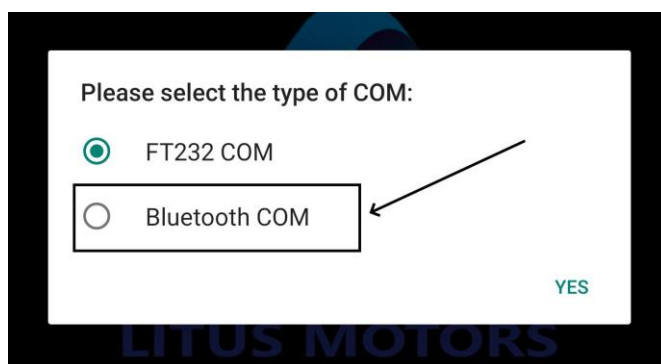 Please select the type of COM:
FT232 COM
Bluetooth COM
YES
LITUS MOTORS